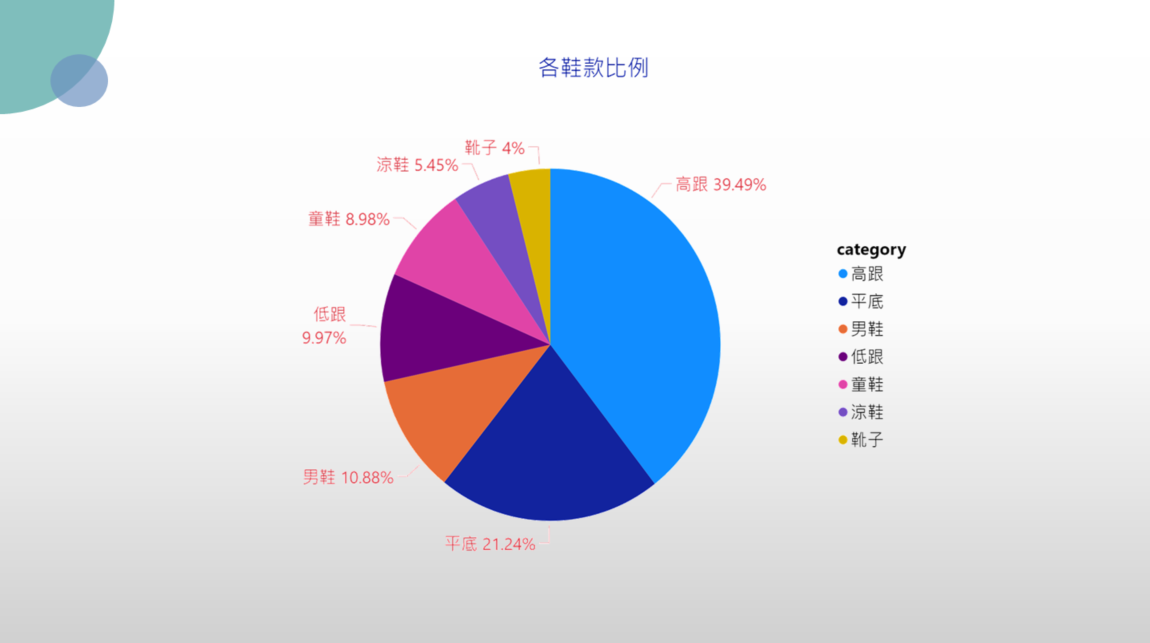 各鞋款比例
靴子 4%
涼鞋 5.45%
高跟 39.49%
童鞋 8.98%
低跟
9.97%
男鞋 10.88%
平底 21.24%
category
高跟
平底
男鞋
低跟
童鞋
涼鞋
靴子